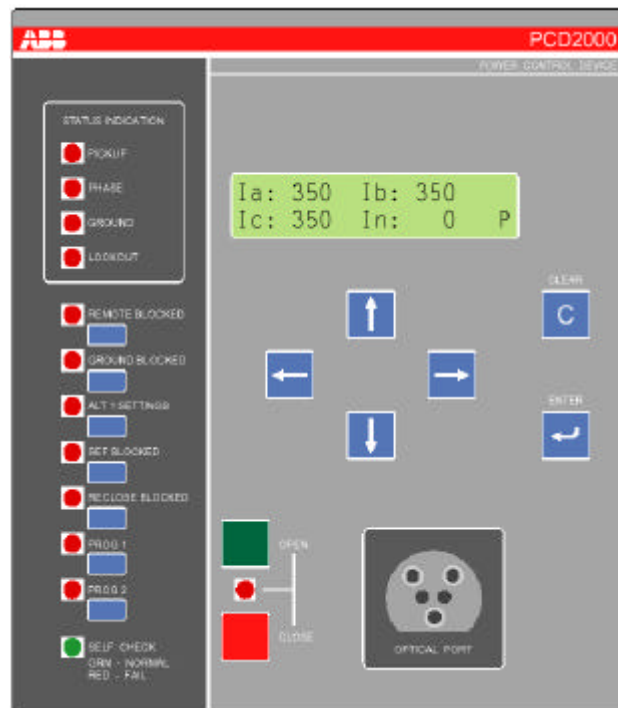 ABB
PCD2000
POWER CONTROL DEVICE
STATUS INDICATION
PICKUP
PHASE
GROUND
LOCKOUT
REMOTE BLOCKED
GROUND BLOCKED
ALT 1 SETTINGS
SEF BLOCKED
RECLOSE BLOCKED
PROG 1
PROG 2
SELF CHECK
GRN - NORMAL
RED - FAIL
Ia: 350 Ib: 350
Ic: 350 In: 0 P
CLEAR
C
ENTER
OPEN
CLOSE
OPTICAL PORT